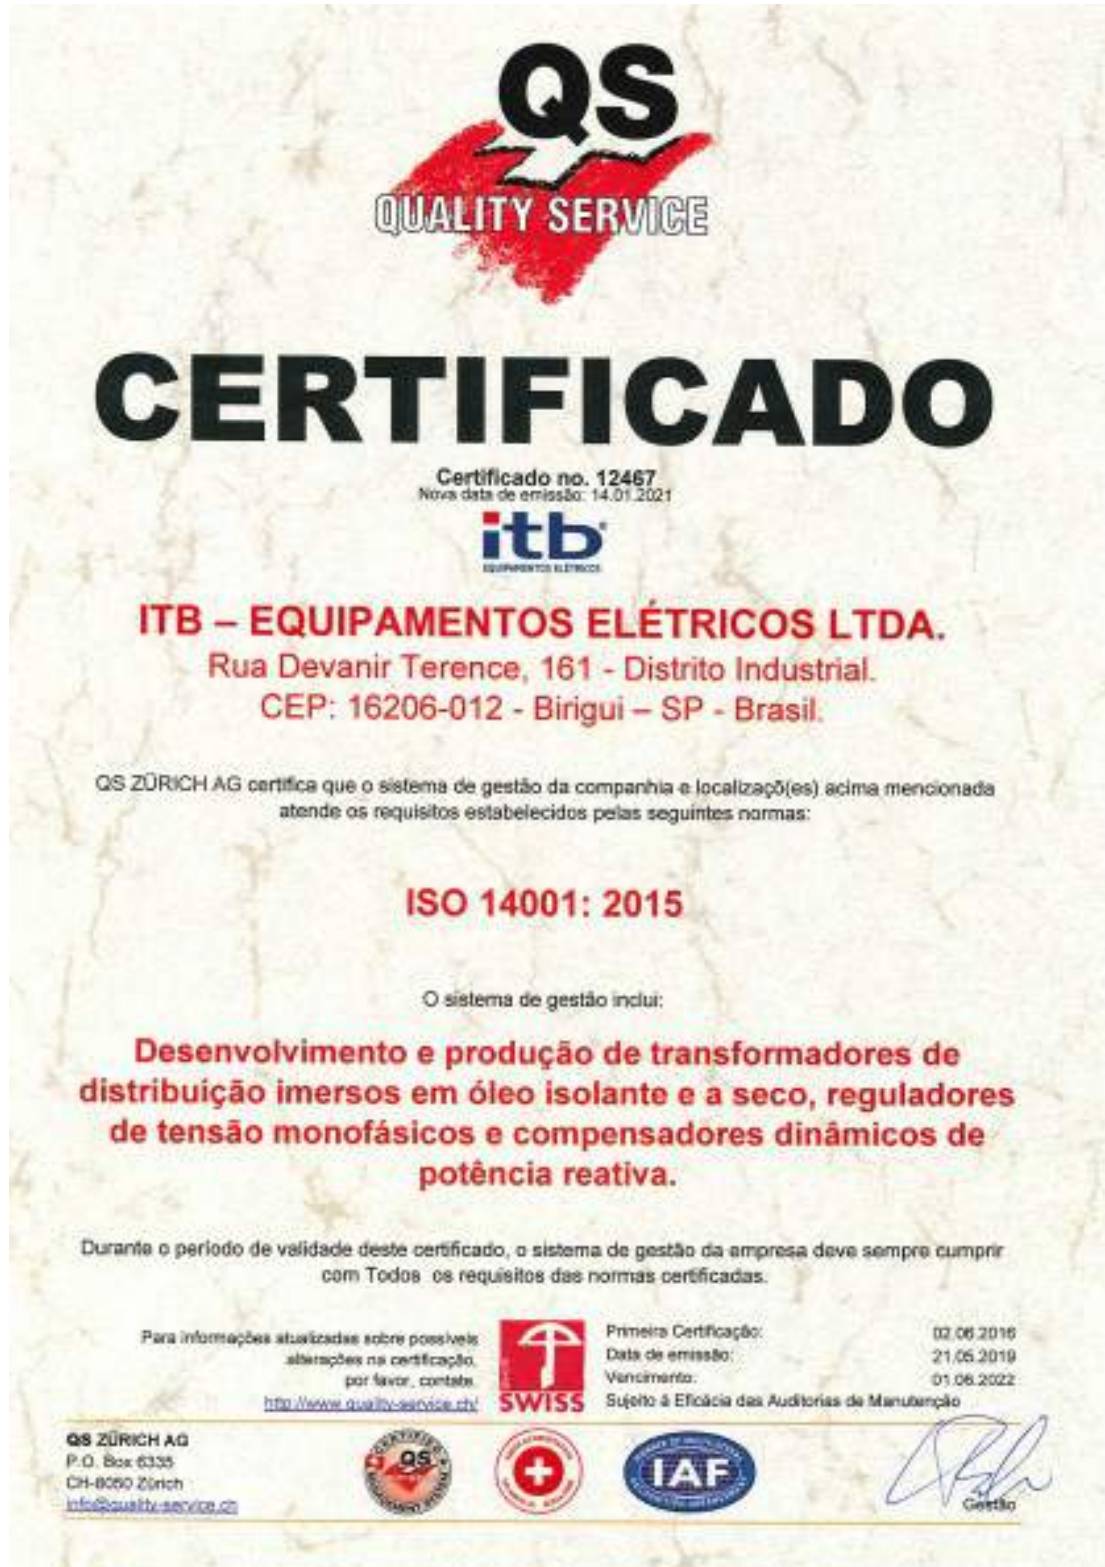 QS
QUALITY SERVICE
CERTIFICADO
Certificado no. 12467
Nova data de emissão: 14.01.2021
itb
EQUIPAMENTOS ELÉTRICOS
ITB – EQUIPAMENTOS ELÉTRICOS LTDA.
Rua Devanir Terence, 161 - Distrito Industrial.
CEP: 16206-012 - Birigui – SP - Brasil.
QS ZÜRICH AG certifica que o sistema de gestão da companhia e localizaçõ(es) acima mencionada
atende os requisitos estabelecidos pelas seguintes normas:
ISO 14001: 2015
O sistema de gestão inclui:
Desenvolvimento e produção de transformadores de
distribuição imersos em óleo isolante e a seco, reguladores
de tensão monofásicos e compensadores dinâmicos de
potência reativa.
Durante o período de validade deste certificado, o sistema de gestão da empresa deve sempre cumprir
com Todos os requisitos das normas certificadas.
Para informações atualizadas sobre possíveis
alterações na certificação,
por favor, contate
http://www.quality-service.ch/
SWISS
Primeira Certificação: 02.06.2016
Data de emissão: 21.05.2019
Vencimento: 01.06.2022
Sujeito à Eficácia das Auditorias de Manutenção
QS ZÜRICH AG
P.O. Box 6335
CH-8050 Zürich
info@quality-service.ch
CERTIFIED
QS
MANAGEMENT SYSTEM
IAF
Gestão